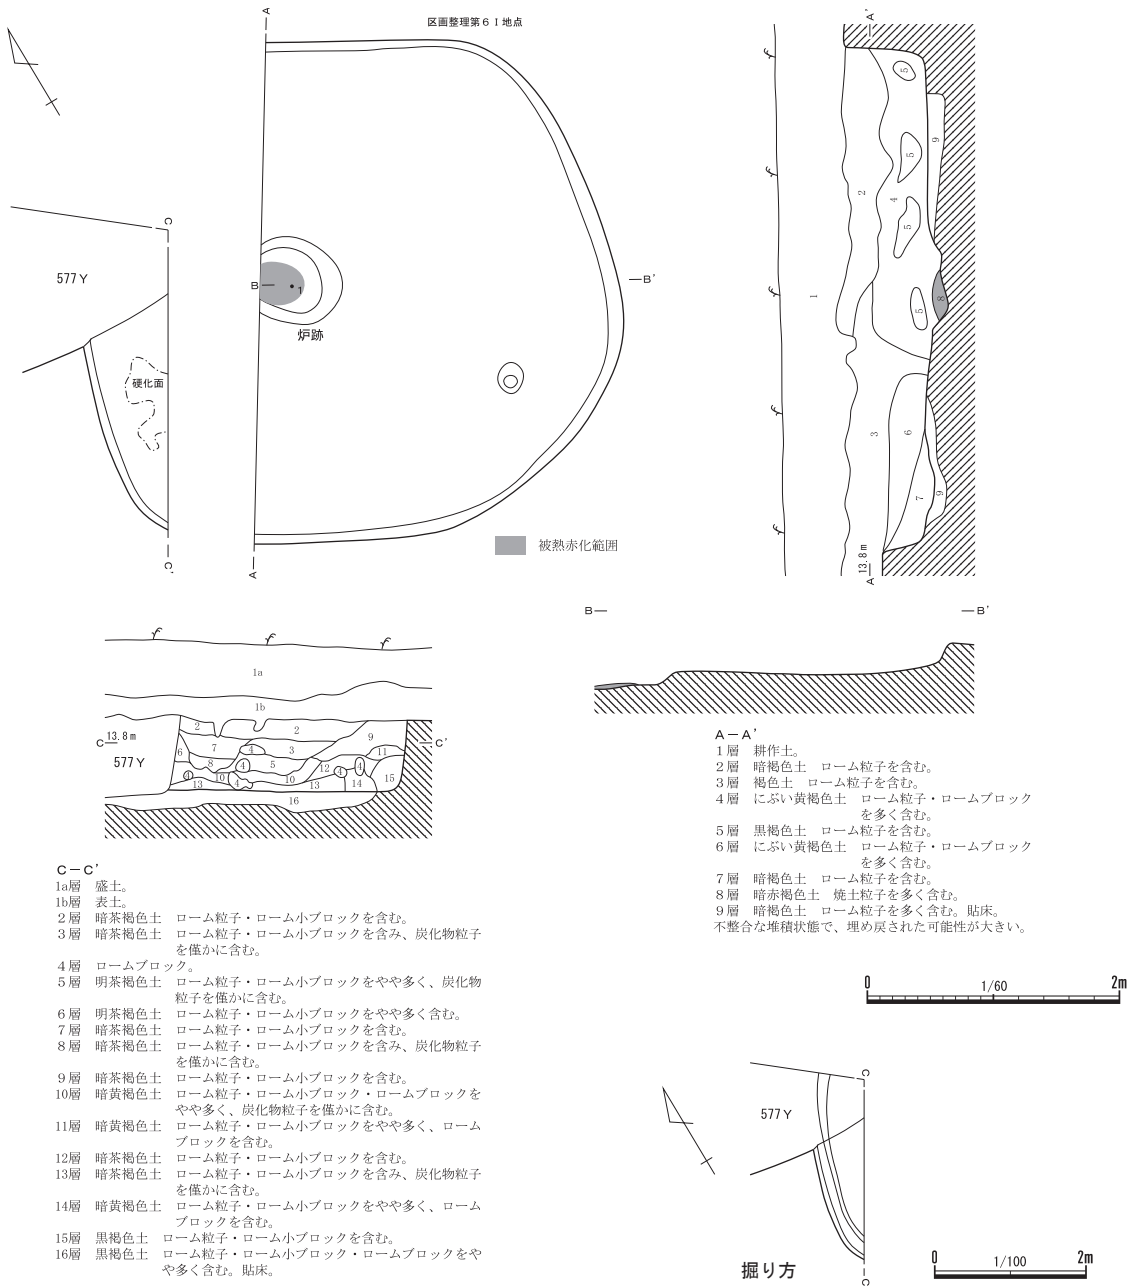 区画整理第６Ｉ地点
A
A'
C
577Y
B
1
B'
炉跡
硬化面
C'
A
被熱赤化範囲
5
9
5
2
4
5
8
5
1
3
6
7
9
13.8m
A
B
B'
1a
1b
C
13.8m
577Y
2
2
9
7
4
3
11
6
8
4
5
12
4
4
15
4
10
4
10
13
14
13
16
C'
A－A'
1層　耕作土。
2層　暗褐色土　ローム粒子を含む。
3層　褐色土　ローム粒子を含む。
4層　にぶい黄褐色土　ローム粒子・ロームブロック
を多く含む。
5層　黒褐色土　ローム粒子を含む。
6層　にぶい黄褐色土　ローム粒子・ロームブロック
を多く含む。
7層　暗褐色土　ローム粒子を含む。
8層　暗赤褐色土　焼土粒子を多く含む。
9層　暗褐色土　ローム粒子を多く含む。貼床。
不整合な堆積状態で、埋め戻された可能性が大きい。
C－C'
1a層　盛土。
1b層　表土。
2層　暗茶褐色土　ローム粒子・ローム小ブロックを含む。
3層　暗茶褐色土　ローム粒子・ローム小ブロックを含み、炭化物粒子
を僅かに含む。
4層　ロームブロック。
5層　明茶褐色土　ローム粒子・ローム小ブロックをやや多く、炭化物
粒子を僅かに含む。
6層　明茶褐色土　ローム粒子・ローム小ブロックをやや多く含む。
7層　暗茶褐色土　ローム粒子・ローム小ブロックを含む。
8層　暗茶褐色土　ローム粒子・ローム小ブロックを含み、炭化物粒子
を僅かに含む。
9層　暗茶褐色土　ローム粒子・ローム小ブロックを含む。
10層　暗黄褐色土　ローム粒子・ローム小ブロック・ロームブロックを
やや多く、炭化物粒子を僅かに含む。
11層　暗黄褐色土　ローム粒子・ローム小ブロックをやや多く、ローム
ブロックを含む。
12層　暗茶褐色土　ローム粒子・ローム小ブロックを含む。
13層　暗茶褐色土　ローム粒子・ローム小ブロックを含み、炭化物粒子
を僅かに含む。
14層　暗黄褐色土　ローム粒子・ローム小ブロックをやや多く、ローム
ブロックを含む。
15層　黒褐色土　ローム粒子・ローム小ブロックを含む。
16層　黒褐色土　ローム粒子・ローム小ブロック・ロームブロックをや
や多く含む。貼床。
0　1/60　2m
C
577Y
C'
掘り方
0　1/100　2m